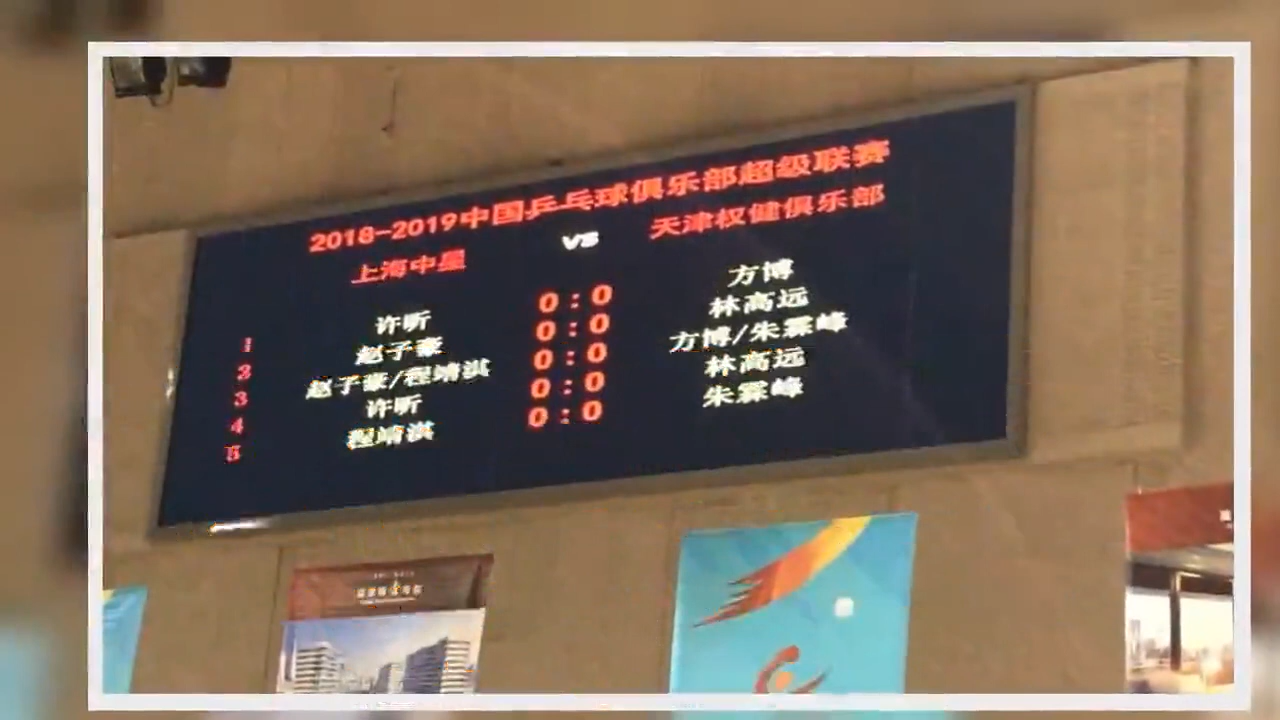 2018-2019中国乒乓球俱乐部超级联赛
上海中星 VS 天津权健俱乐部
1 许昕 0:0 方博
2 赵子豪 0:0 林高远
3 赵子豪/程靖淇 0:0 方博/朱霖峰
4 许昕 0:0 林高远
5 程靖淇 0:0 朱霖峰